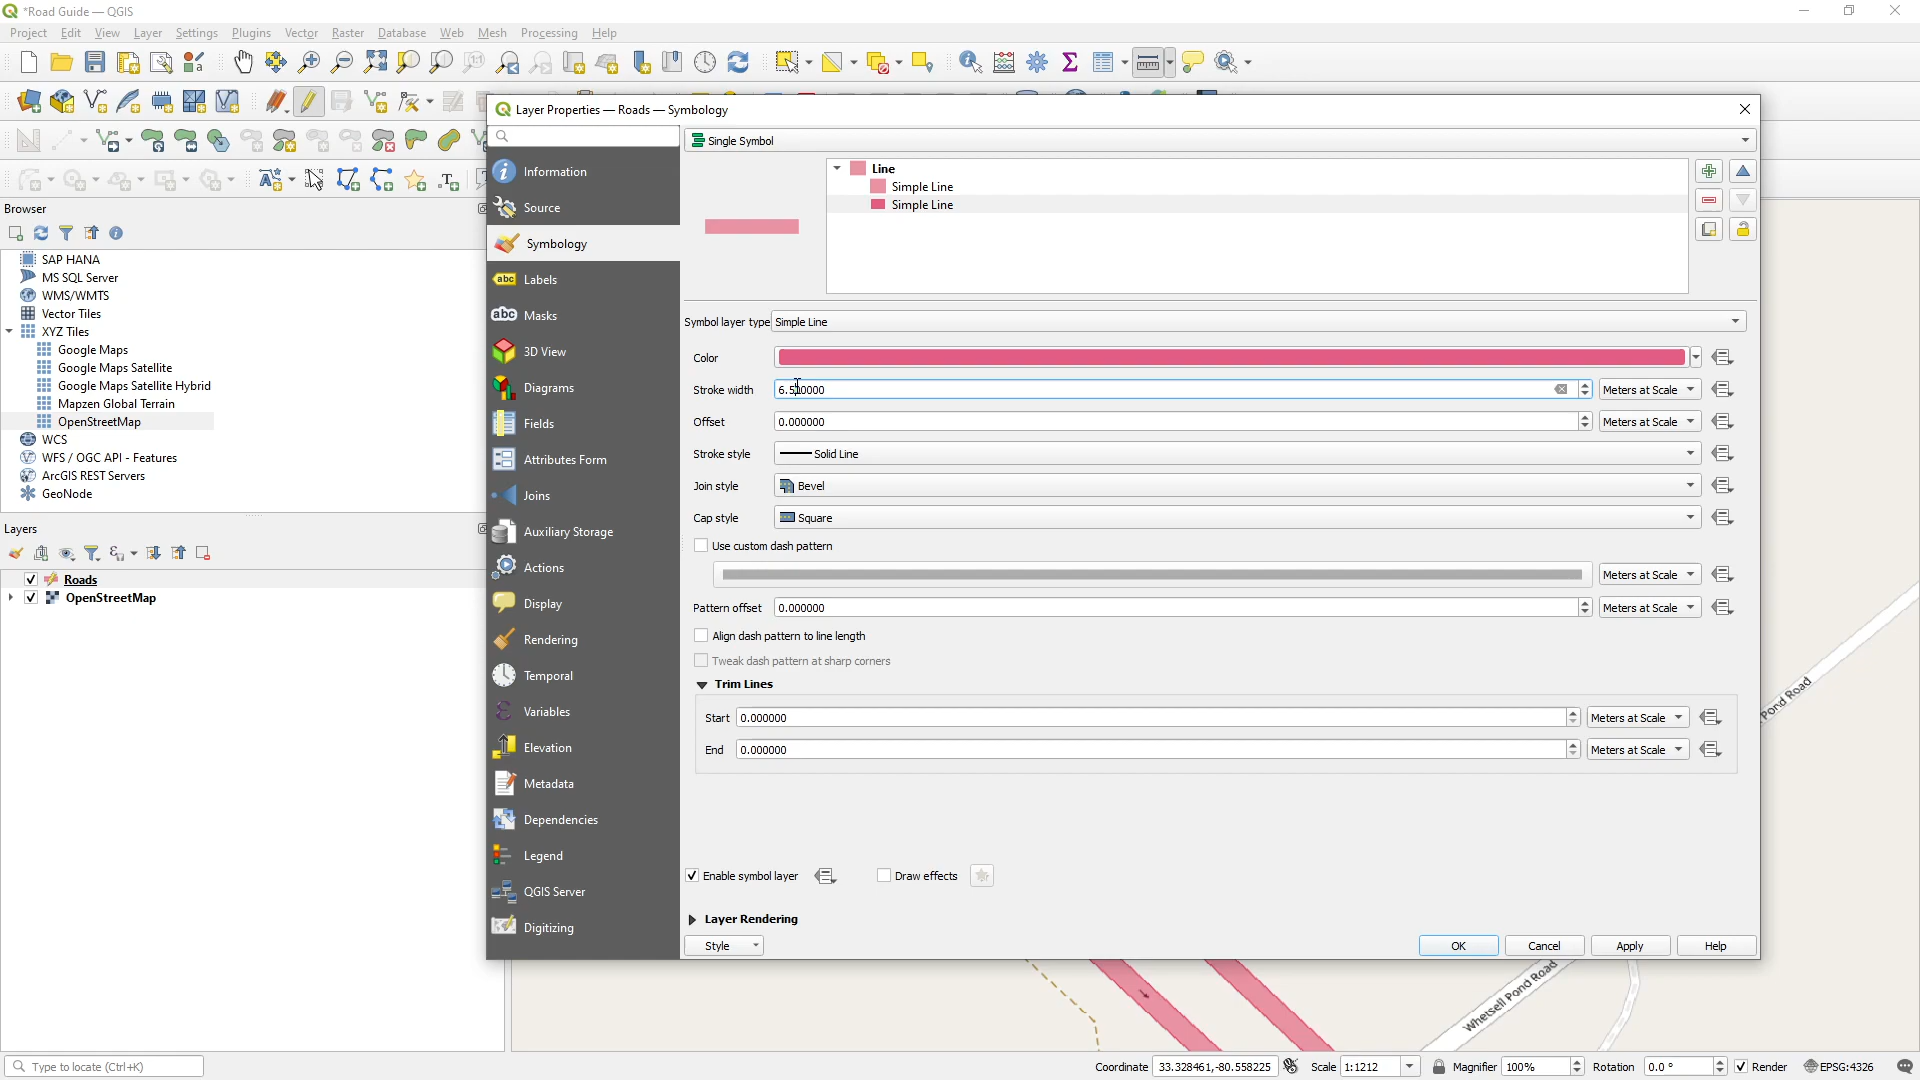 *Road Guide — QGIS
Project Edit View Layer Settings Plugins Vector Raster Database Web Mesh Processing Help
Browser
SAP HANA
MS SQL Server
WMS/WMTS
Vector Tiles
XYZ Tiles
Google Maps
Google Maps Satellite
Google Maps Satellite Hybrid
Mapzen Global Terrain
OpenStreetMap
WCS
WFS / OGC API - Features
ArcGIS REST Servers
GeoNode
Layers
Roads
OpenStreetMap
Layer Properties — Roads — Symbology
Information
Source
Symbology
abc Labels
abc Masks
3D View
Diagrams
Fields
Attributes Form
Joins
Auxiliary Storage
Actions
Display
Rendering
Temporal
Variables
Elevation
Metadata
Dependencies
Legend
QGIS Server
Digitizing
Single Symbol
Line
Simple Line
Simple Line
Symbol layer type Simple Line
Color
Stroke width 6.500000 Meters at Scale
Offset 0.000000 Meters at Scale
Stroke style Solid Line
Join style Bevel
Cap style Square
Use custom dash pattern
Meters at Scale
Pattern offset 0.000000 Meters at Scale
Align dash pattern to line length
Tweak dash pattern at sharp corners
Trim Lines
Start 0.000000 Meters at Scale
End 0.000000 Meters at Scale
Enable symbol layer Draw effects
Layer Rendering
Style OK Cancel Apply Help
Pond Road
Whetsell Pond Road
Type to locate (Ctrl+K) Coordinate 33.328461,-80.558225 Scale 1:1212 Magnifier 100% Rotation 0.0 ° Render EPSG:4326